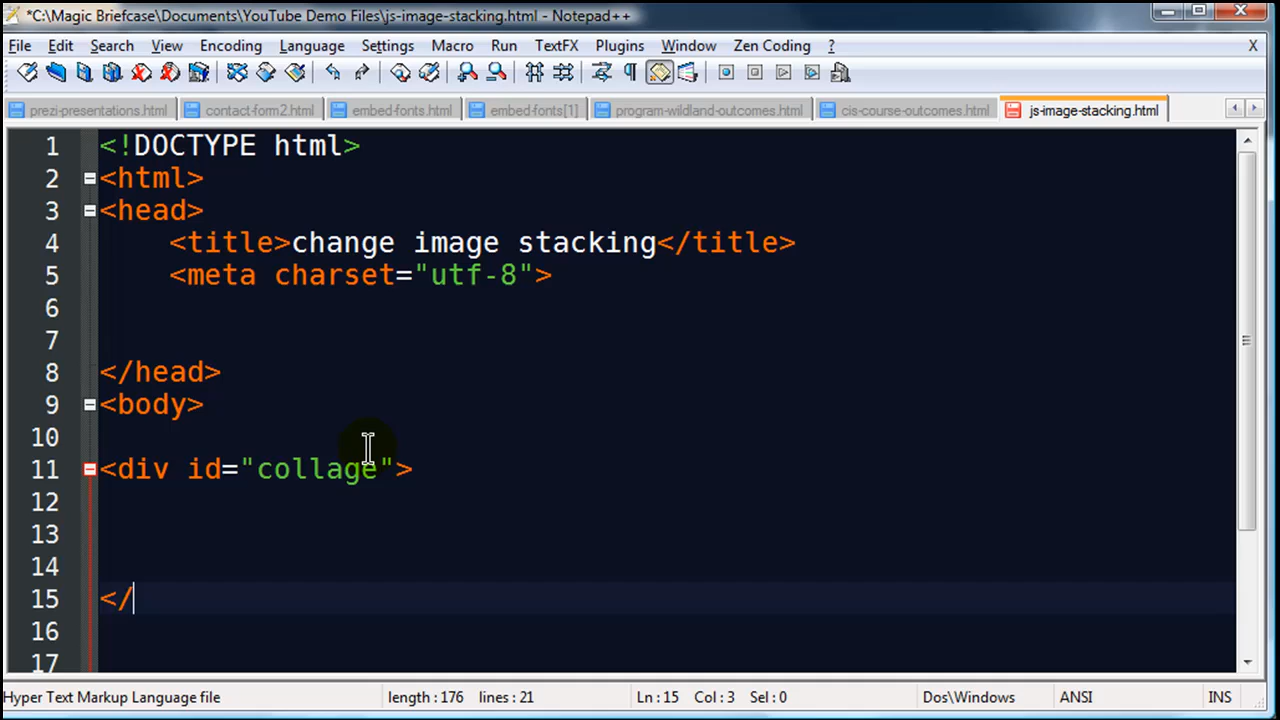 *C:\Magic Briefcase\Documents\YouTube Demo Files\js-image-stacking.html - Notepad++
File Edit Search View Encoding Language Settings Macro Run TextFX Plugins Window Zen Coding ? X
prezi-presentations.html contact-form2.html embed-fonts.html embed-fonts[1] program-wildland-outcomes.html cis-course-outcomes.html js-image-stacking.html
1 <!DOCTYPE html>
2 <html>
3 <head>
4 <title>change image stacking</title>
5 <meta charset="utf-8">
6
7
8 </head>
9 <body>
10
11 <div id="collage">
12
13
14
15 </
16
17
Hyper Text Markup Language file length : 176 lines : 21 Ln : 15 Col : 3 Sel : 0 Dos\Windows ANSI INS